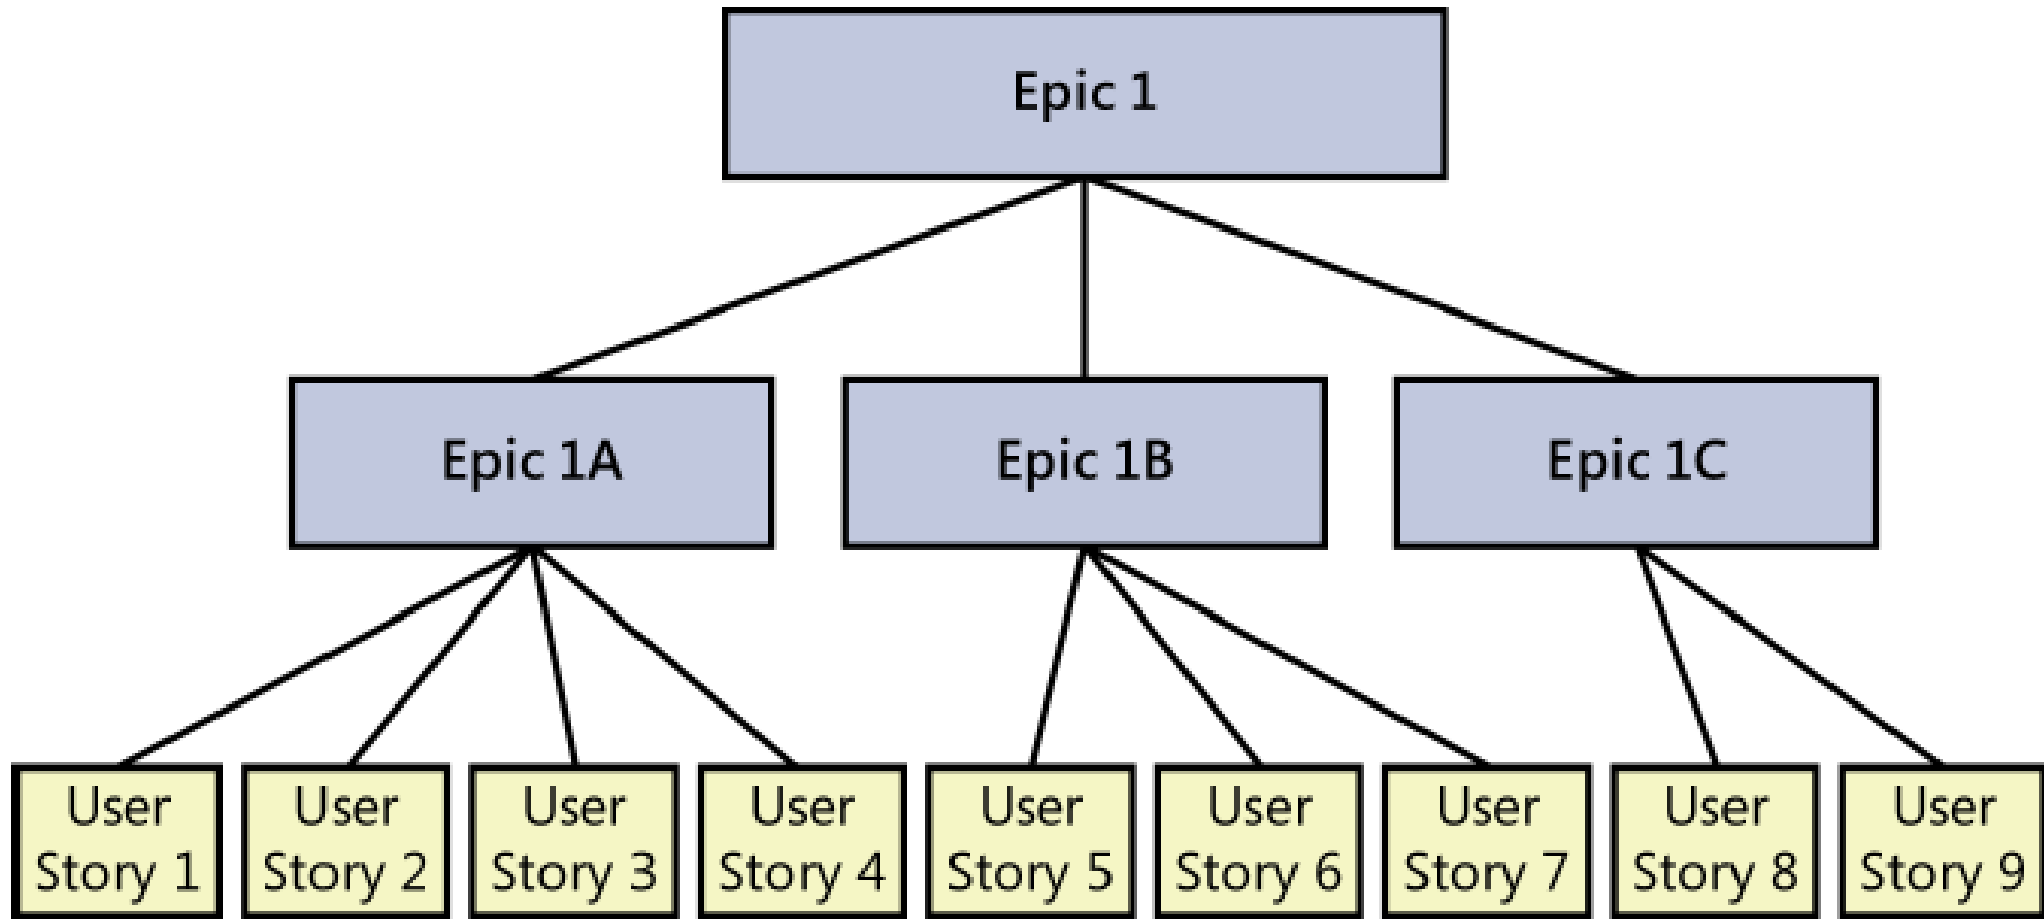 Epic 1
Epic 1A
Epic 1B
Epic 1C
User
Story 1
User
Story 2
User
Story 3
User
Story 4
User
Story 5
User
Story 6
User
Story 7
User
Story 8
User
Story 9